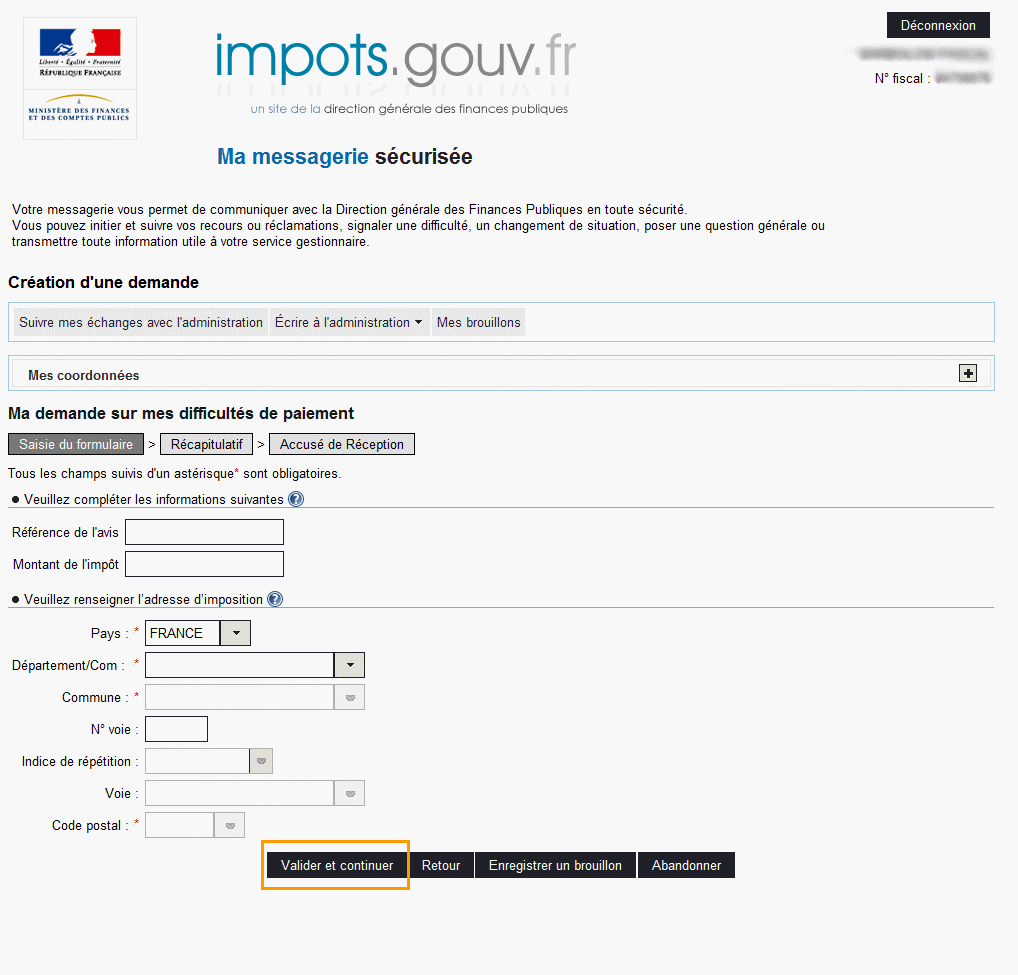 Déconnexion
Liberté • Égalité • Fraternité
RÉPUBLIQUE FRANÇAISE
MINISTÈRE DES FINANCES
ET DES COMPTES PUBLICS
impots.gouv.fr
un site de la direction générale des finances publiques
N° fiscal :
Ma messagerie sécurisée
Votre messagerie vous permet de communiquer avec la Direction générale des Finances Publiques en toute sécurité.
Vous pouvez initier et suivre vos recours ou réclamations, signaler une difficulté, un changement de situation, poser une question générale ou
transmettre toute information utile à votre service gestionnaire.
Création d'une demande
Suivre mes échanges avec l'administration Écrire à l'administration Mes brouillons
Mes coordonnées
Ma demande sur mes difficultés de paiement
Saisie du formulaire > Récapitulatif > Accusé de Réception
Tous les champs suivis d'un astérisque* sont obligatoires.
● Veuillez compléter les informations suivantes ?
Référence de l'avis
Montant de l'impôt
● Veuillez renseigner l'adresse d'imposition ?
Pays : * FRANCE
Département/Com : *
Commune : *
N° voie :
Indice de répétition :
Voie :
Code postal : *
Valider et continuer Retour Enregistrer un brouillon Abandonner